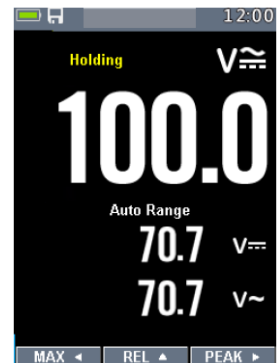 12:00
Holding
V⎓~
100.0
Auto Range
70.7 V⎓
70.7 V~
MAX ◄ REL ▲ PEAK ►